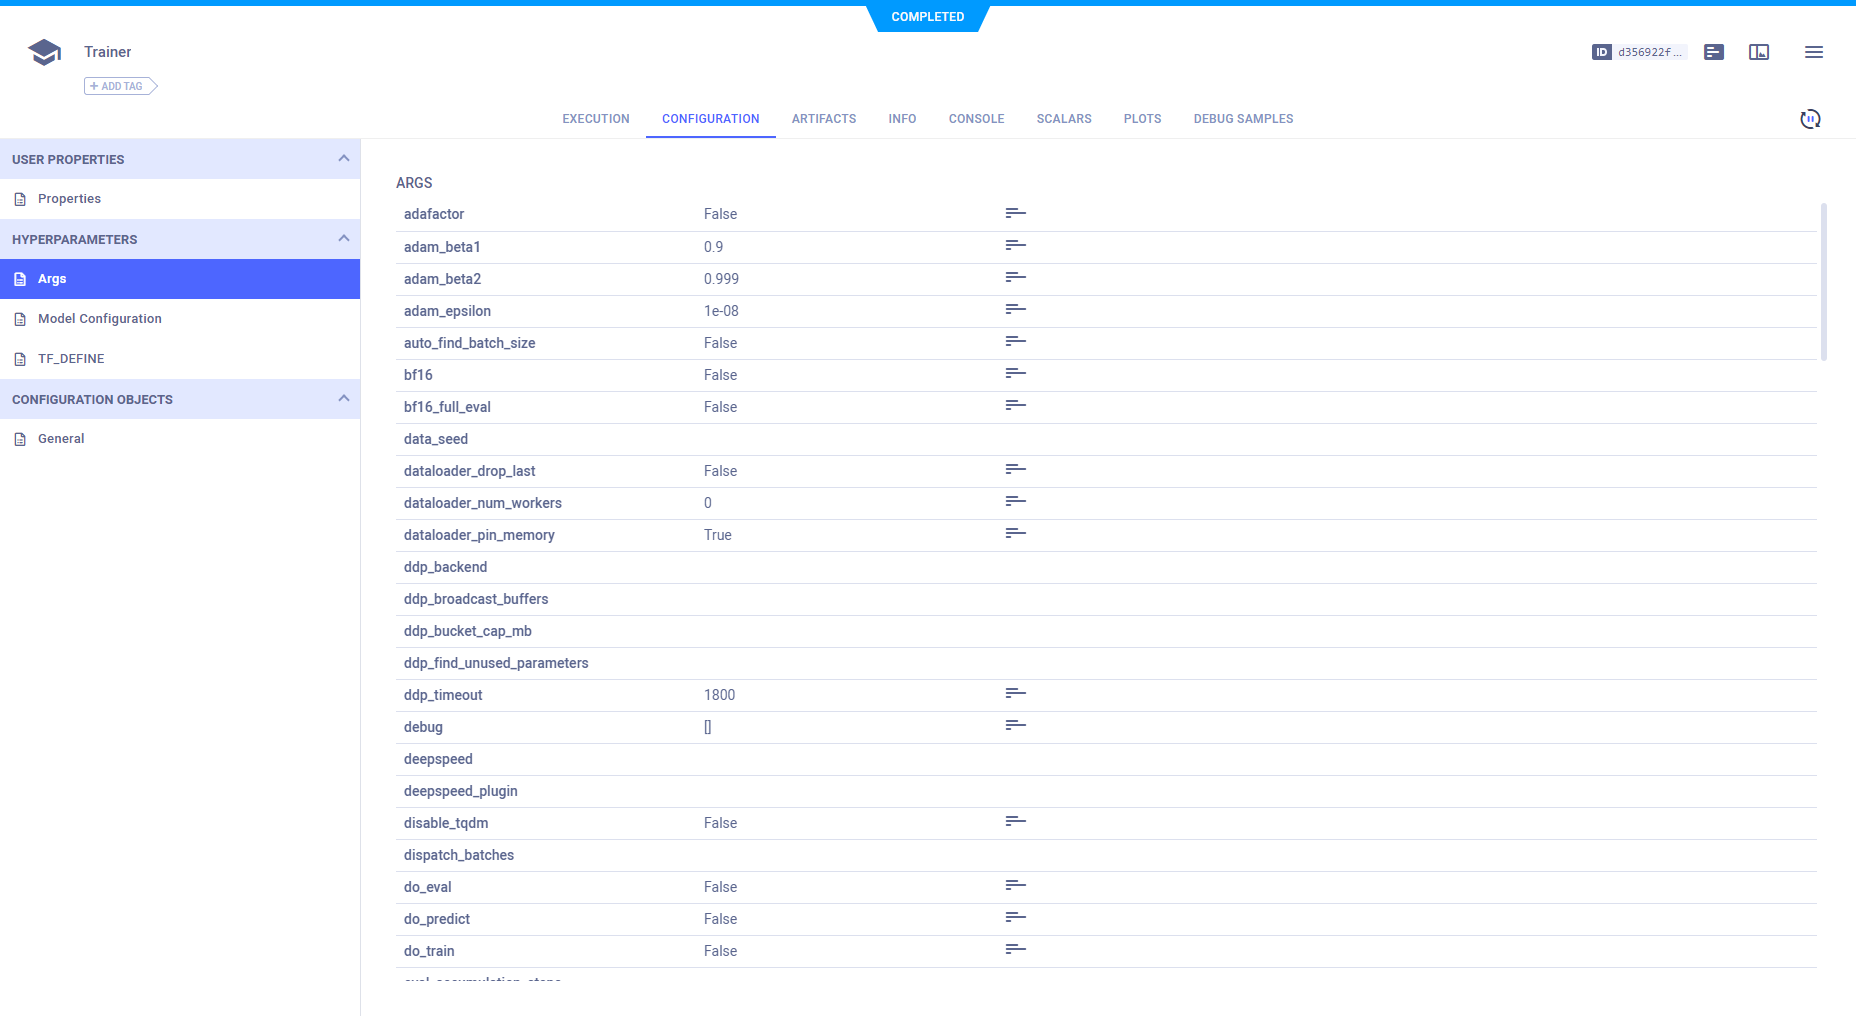 COMPLETED
Trainer
ID d356922f...
+ ADD TAG
EXECUTION CONFIGURATION ARTIFACTS INFO CONSOLE SCALARS PLOTS DEBUG SAMPLES
USER PROPERTIES
Properties
HYPERPARAMETERS
Args
Model Configuration
TF_DEFINE
CONFIGURATION OBJECTS
General
ARGS
adafactor False
adam_beta1 0.9
adam_beta2 0.999
adam_epsilon 1e-08
auto_find_batch_size False
bf16 False
bf16_full_eval False
data_seed
dataloader_drop_last False
dataloader_num_workers 0
dataloader_pin_memory True
ddp_backend
ddp_broadcast_buffers
ddp_bucket_cap_mb
ddp_find_unused_parameters
ddp_timeout 1800
debug []
deepspeed
deepspeed_plugin
disable_tqdm False
dispatch_batches
do_eval False
do_predict False
do_train False
eval_accumulation_steps